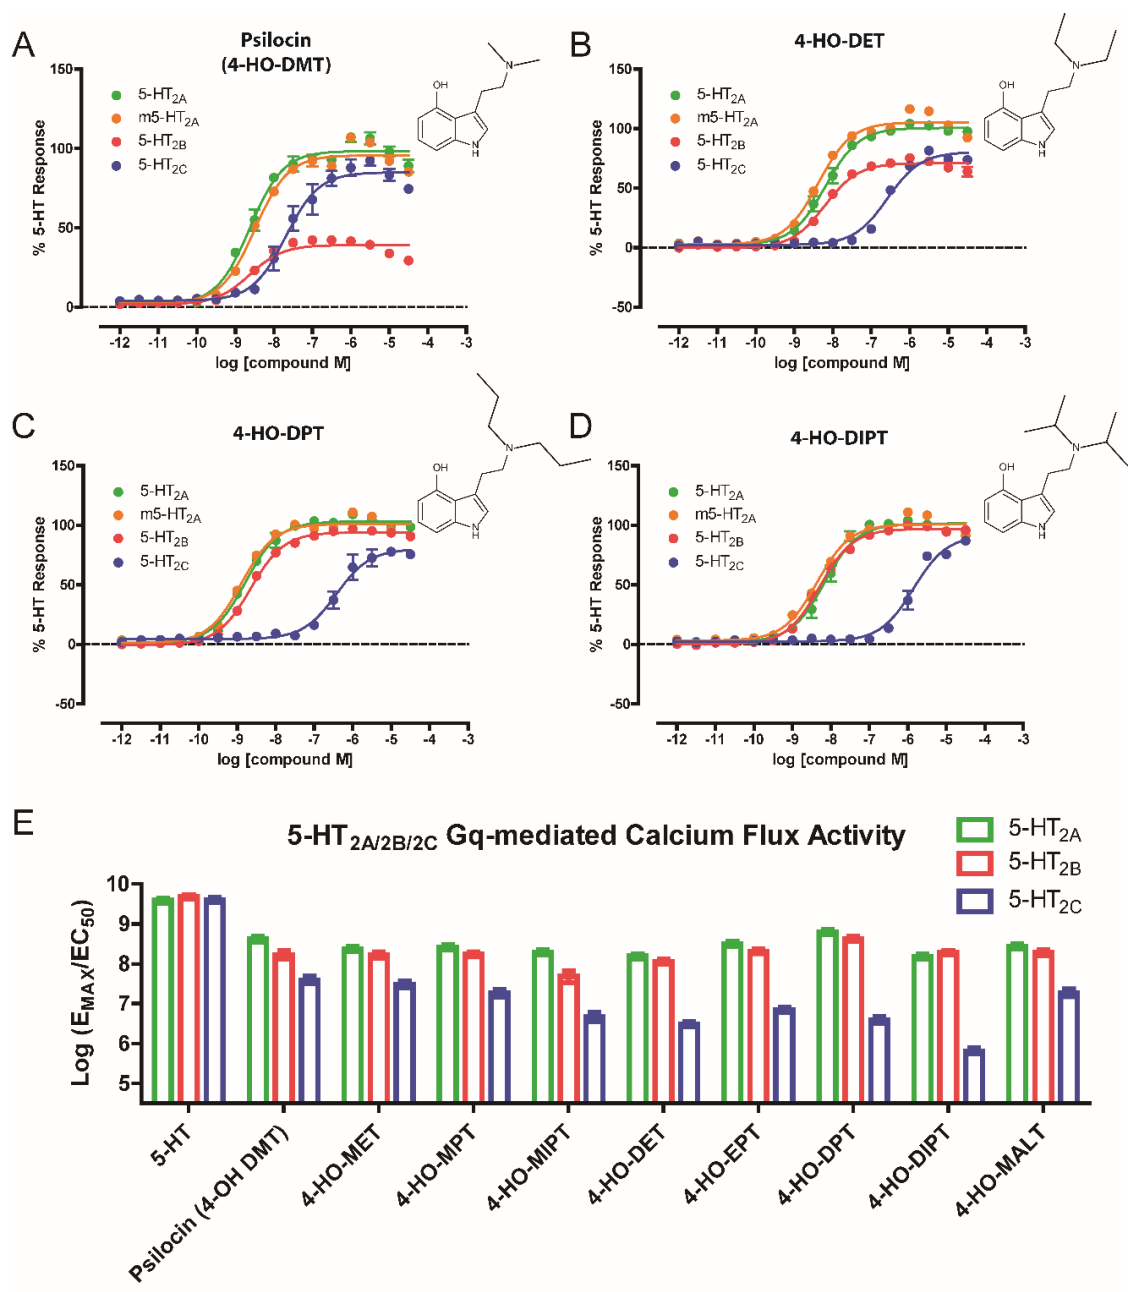 A
Psilocin
(4-HO-DMT)
150
100
50
0
% 5-HT Response
5-HT2A
m5-HT2A
5-HT2B
5-HT2C
OH
N
N
H
-12 -11 -10 -9 -8 -7 -6 -5 -4 -3
log [compound M]
B
4-HO-DET
150
100
50
0
-50
% 5-HT Response
5-HT2A
m5-HT2A
5-HT2B
5-HT2C
OH
N
N
H
-12 -11 -10 -9 -8 -7 -6 -5 -4 -3
log [compound M]
C
4-HO-DPT
150
100
50
0
-50
% 5-HT Response
5-HT2A
m5-HT2A
5-HT2B
5-HT2C
OH
N
N
H
-12 -11 -10 -9 -8 -7 -6 -5 -4 -3
log [compound M]
D
4-HO-DIPT
150
100
50
0
-50
% 5-HT Response
5-HT2A
m5-HT2A
5-HT2B
5-HT2C
OH
N
N
H
-12 -11 -10 -9 -8 -7 -6 -5 -4 -3
log [compound M]
E
5-HT2A/2B/2C Gq-mediated Calcium Flux Activity
5-HT2A
5-HT2B
5-HT2C
Log (EMAX/EC50)
10
9
8
7
6
5
5-HT
Psilocin (4-OH DMT)
4-HO-MET
4-HO-MPT
4-HO-MIPT
4-HO-DET
4-HO-EPT
4-HO-DPT
4-HO-DIPT
4-HO-MALT